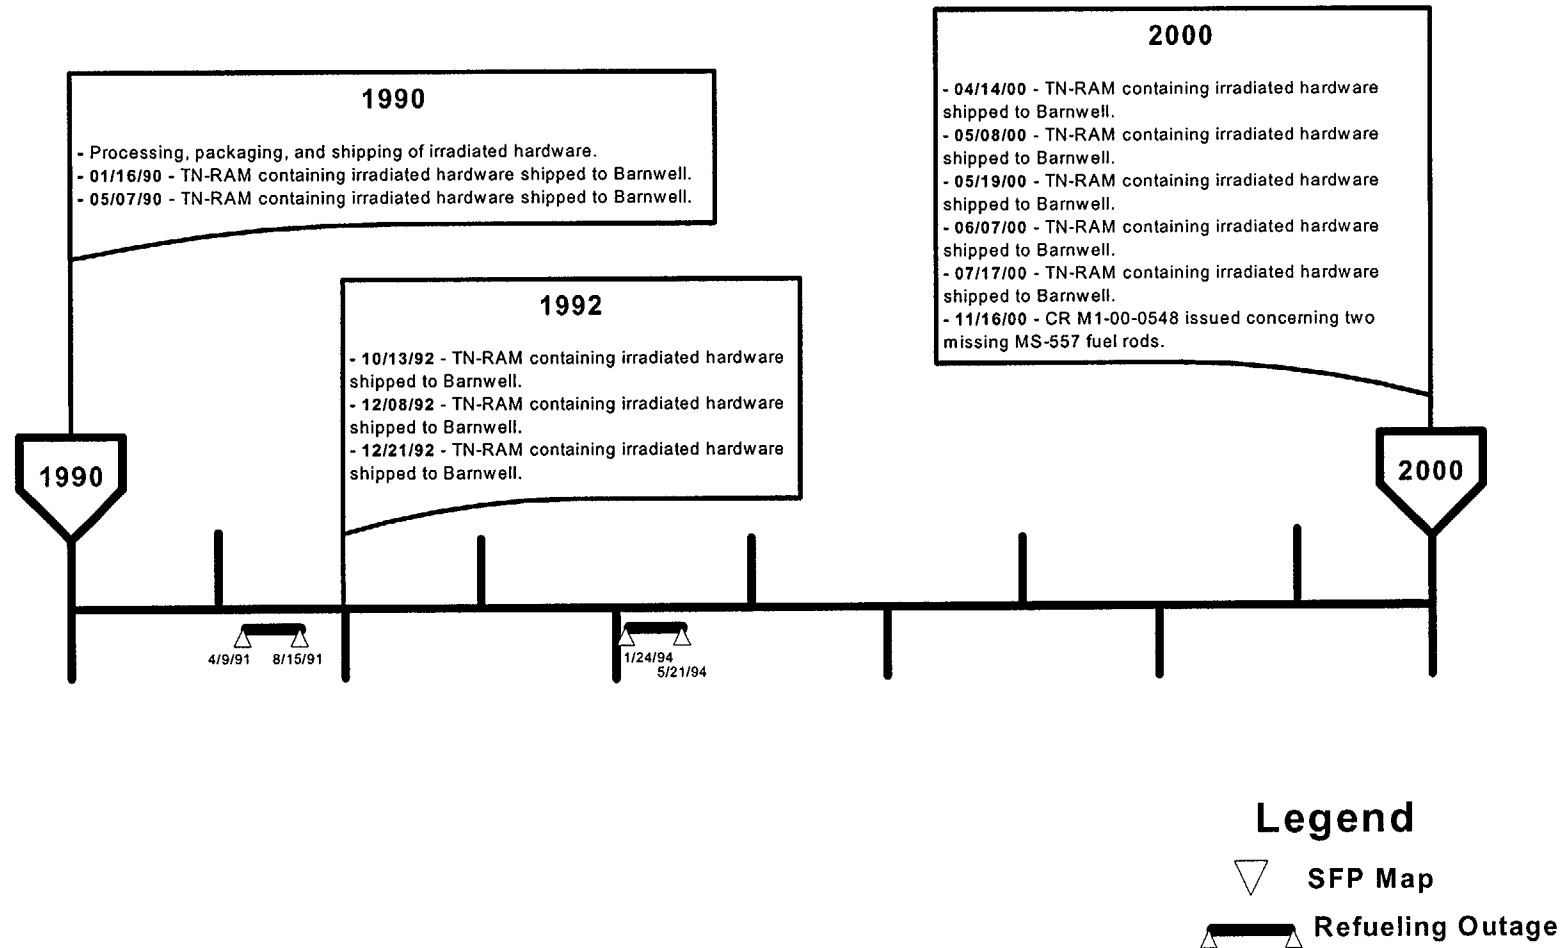 1990
- Processing, packaging, and shipping of irradiated hardware.
- 01/16/90 - TN-RAM containing irradiated hardware shipped to Barnwell.
- 05/07/90 - TN-RAM containing irradiated hardware shipped to Barnwell.
1992
- 10/13/92 - TN-RAM containing irradiated hardware
shipped to Barnwell.
- 12/08/92 - TN-RAM containing irradiated hardware
shipped to Barnwell.
- 12/21/92 - TN-RAM containing irradiated hardware
shipped to Barnwell.
2000
- 04/14/00 - TN-RAM containing irradiated hardware
shipped to Barnwell.
- 05/08/00 - TN-RAM containing irradiated hardware
shipped to Barnwell.
- 05/19/00 - TN-RAM containing irradiated hardware
shipped to Barnwell.
- 06/07/00 - TN-RAM containing irradiated hardware
shipped to Barnwell.
- 07/17/00 - TN-RAM containing irradiated hardware
shipped to Barnwell.
- 11/16/00 - CR M1-00-0548 issued concerning two
missing MS-557 fuel rods.
1990
2000
4/9/91
8/15/91
1/24/94
5/21/94
Legend
SFP Map
Refueling Outage